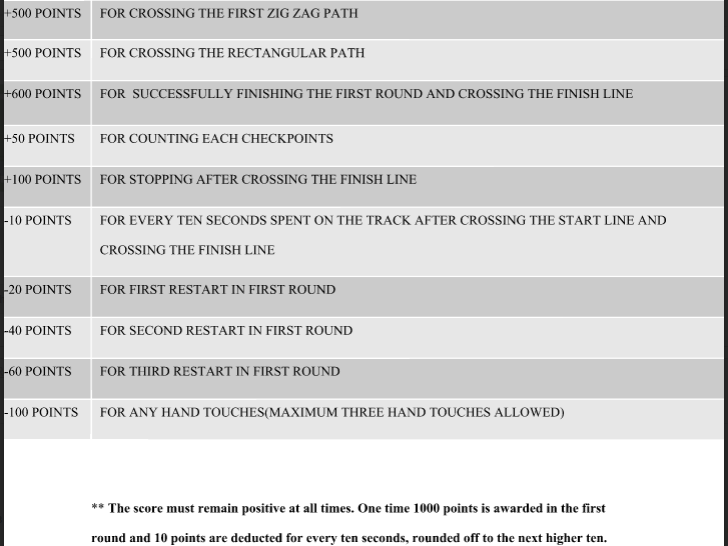 +500 POINTS FOR CROSSING THE FIRST ZIG ZAG PATH
+500 POINTS FOR CROSSING THE RECTANGULAR PATH
+600 POINTS FOR SUCCESSFULLY FINISHING THE FIRST ROUND AND CROSSING THE FINISH LINE
+50 POINTS FOR COUNTING EACH CHECKPOINTS
+100 POINTS FOR STOPPING AFTER CROSSING THE FINISH LINE
-10 POINTS FOR EVERY TEN SECONDS SPENT ON THE TRACK AFTER CROSSING THE START LINE AND
CROSSING THE FINISH LINE
-20 POINTS FOR FIRST RESTART IN FIRST ROUND
-40 POINTS FOR SECOND RESTART IN FIRST ROUND
-60 POINTS FOR THIRD RESTART IN FIRST ROUND
-100 POINTS FOR ANY HAND TOUCHES(MAXIMUM THREE HAND TOUCHES ALLOWED)
** The score must remain positive at all times. One time 1000 points is awarded in the first
round and 10 points are deducted for every ten seconds, rounded off to the next higher ten.